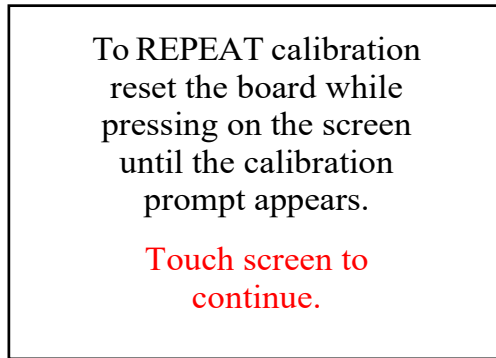 To REPEAT calibration
reset the board while
pressing on the screen
until the calibration
prompt appears.
Touch screen to
continue.